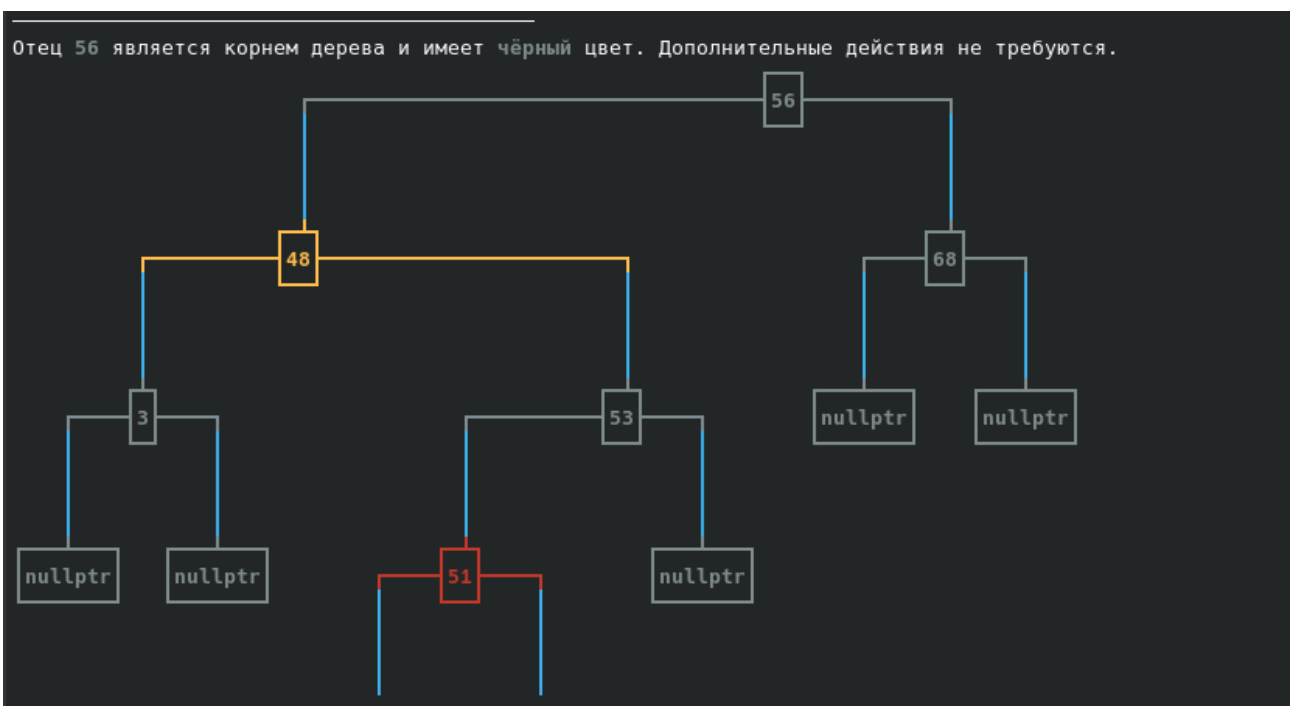 Отец 56 является корнем дерева и имеет чёрный цвет. Дополнительные действия не требуются.
56
48
68
3
53
nullptr
nullptr
nullptr
nullptr
51
nullptr